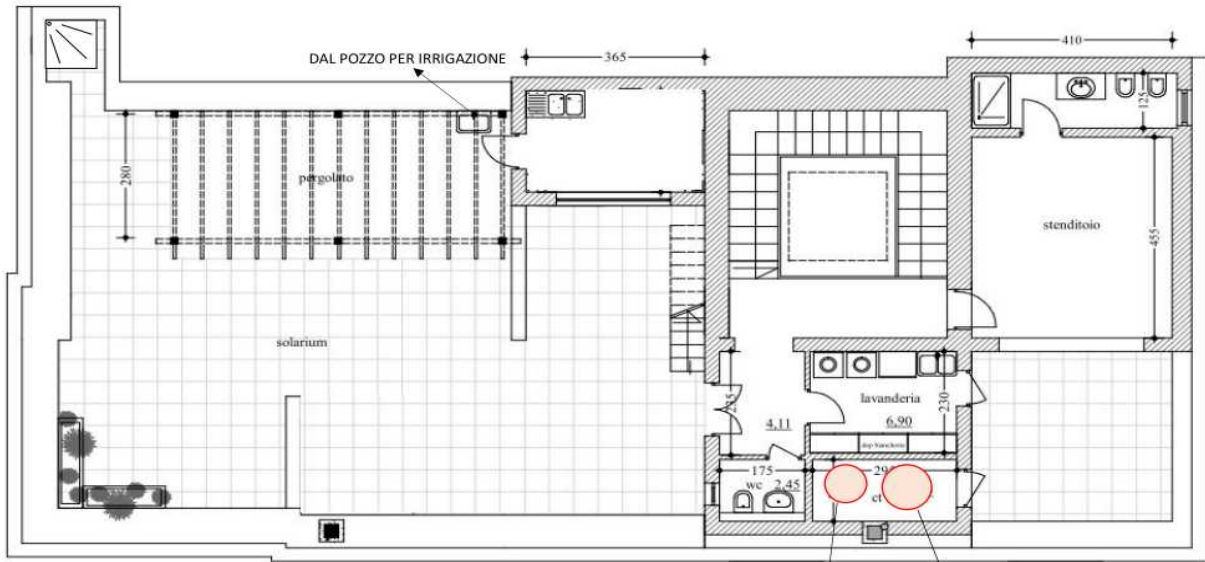 410
DAL POZZO PER IRRIGAZIONE
365
125
280
pergolato
stenditoio
455
solarium
lavanderia
235
230
4,11
6,90
175
wc
2,45
ct